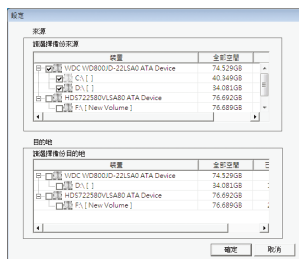 設定
來源
請選擇備份來源
裝置 全部空間
WDC WD800JD-22LSA0 ATA Device 74.529GB
C:\ [ ] 40.349GB
D:\ [ ] 34.081GB
HDS722580VLSA80 ATA Device 76.692GB
F:\ [ New Volume ] 76.689GB
目的地
請選擇備份目的地
裝置 全部空間
WDC WD800JD-22LSA0 ATA Device 74.529GB
D:\ [ ] 34.081GB
HDS722580VLSA80 ATA Device 76.692GB
F:\ [ New Volume ] 76.689GB
確定 取消